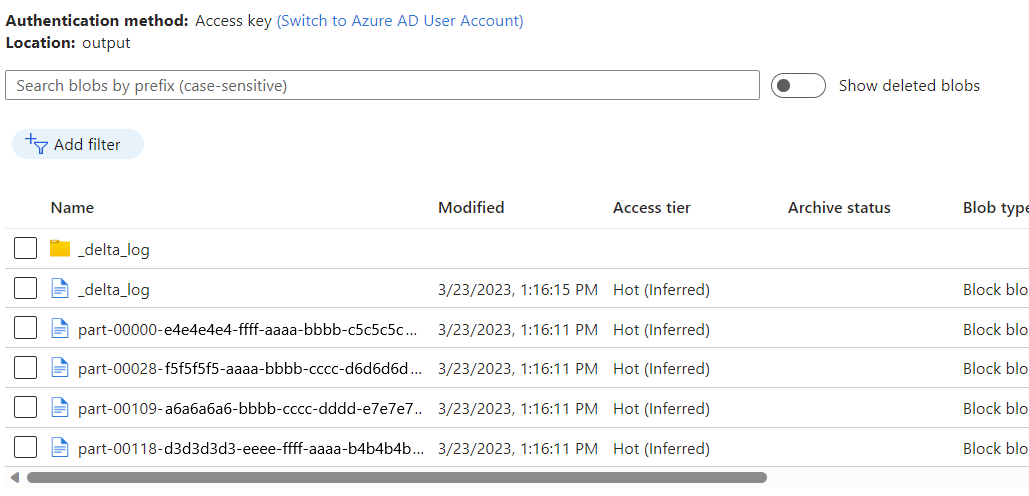 Authentication method: Access key (Switch to Azure AD User Account)
Location: output
Search blobs by prefix (case-sensitive) Show deleted blobs
Add filter
Name Modified Access tier Archive status Blob type
_delta_log
_delta_log 3/23/2023, 1:16:15 PM Hot (Inferred) Block blo
part-00000-e4e4e4e4-ffff-aaaa-bbbb-c5c5c5c... 3/23/2023, 1:16:11 PM Hot (Inferred) Block blo
part-00028-f5f5f5f5-aaaa-bbbb-cccc-d6d6d6d... 3/23/2023, 1:16:11 PM Hot (Inferred) Block blo
part-00109-a6a6a6a6-bbbb-cccc-dddd-e7e7e7.. 3/23/2023, 1:16:11 PM Hot (Inferred) Block blo
part-00118-d3d3d3d3-eeee-ffff-aaaa-b4b4b4b... 3/23/2023, 1:16:11 PM Hot (Inferred) Block blo